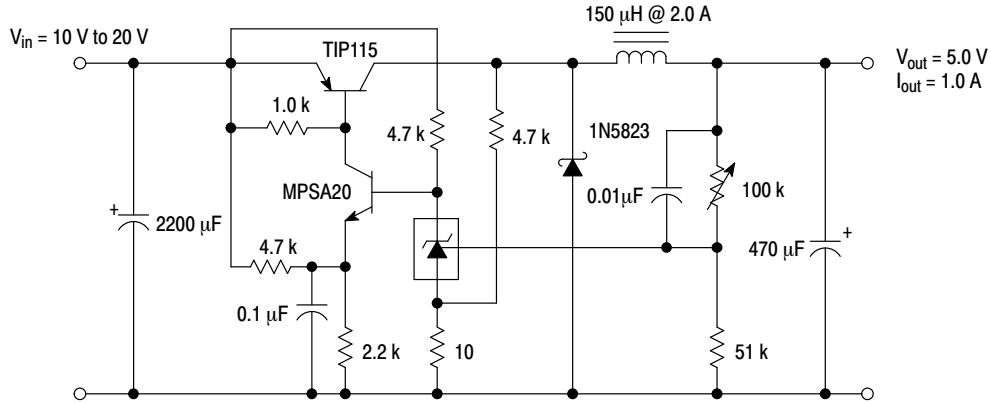 150 μH @ 2.0 A
Vin = 10 V to 20 V
TIP115
Vout = 5.0 V
Iout = 1.0 A
1.0 k
4.7 k
4.7 k
1N5823
MPSA20
0.01μF
100 k
+
2200 μF
4.7 k
470 μF
+
0.1 μF
2.2 k
10
51 k